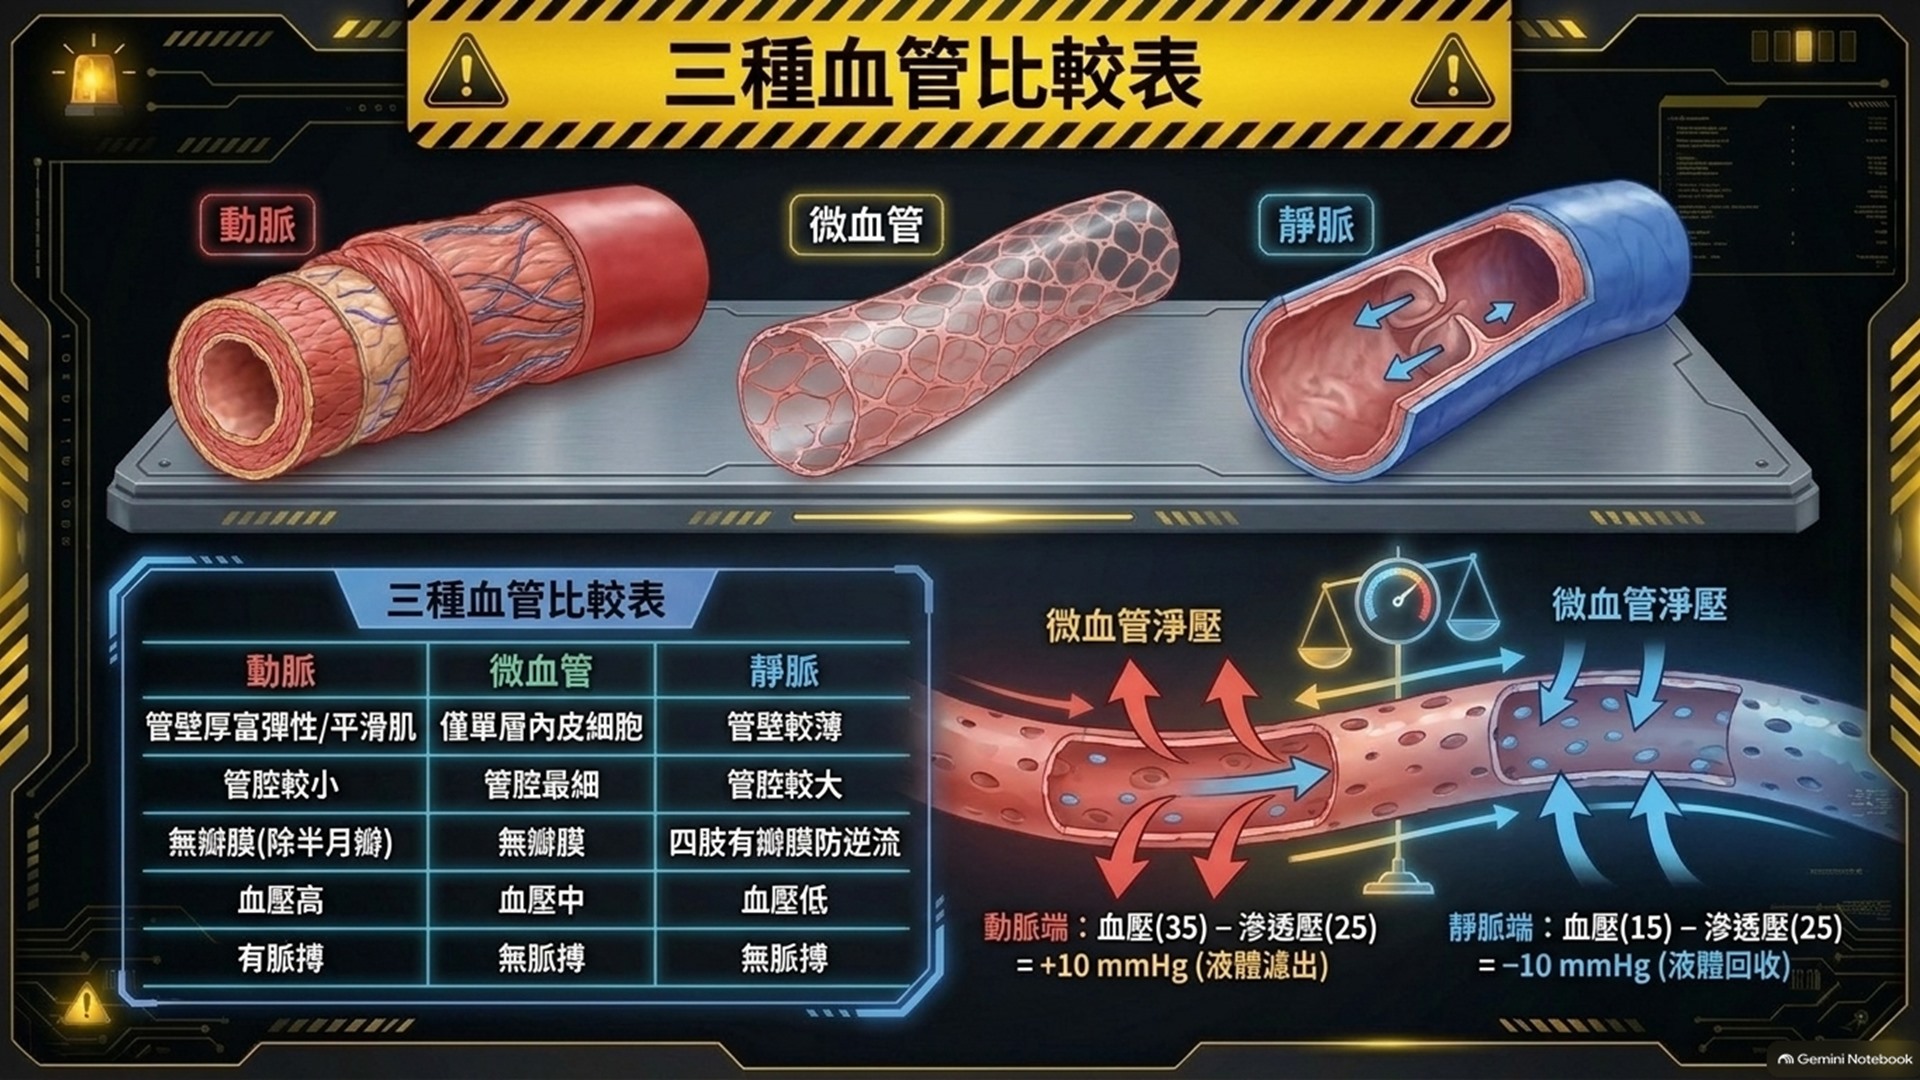 三種血管比較表
動脈
微血管
靜脈
三種血管比較表
動脈 微血管 靜脈
管壁厚富彈性/平滑肌 僅單層內皮細胞 管壁較薄
管腔較小 管腔最細 管腔較大
無瓣膜(除半月瓣) 無瓣膜 四肢有瓣膜防逆流
血壓高 血壓中 血壓低
有脈搏 無脈搏 無脈搏
微血管淨壓
微血管淨壓
動脈端：血壓(35) – 滲透壓(25)
= +10 mmHg (液體濾出)
靜脈端：血壓(15) – 滲透壓(25)
= –10 mmHg (液體回收)
Gemini Notebook